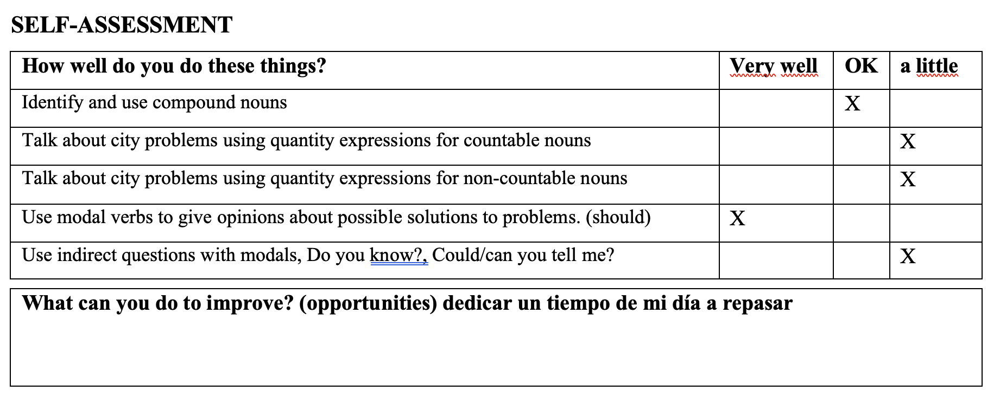 SELF-ASSESSMENT
How well do you do these things? Very well OK a little
Identify and use compound nouns X
Talk about city problems using quantity expressions for countable nouns X
Talk about city problems using quantity expressions for non-countable nouns X
Use modal verbs to give opinions about possible solutions to problems. (should) X
Use indirect questions with modals, Do you know?, Could/can you tell me? X
What can you do to improve? (opportunities) dedicar un tiempo de mi día a repasar